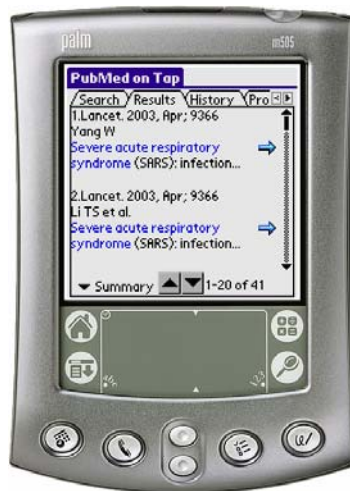 palm m505
PubMed on Tap
Search Results History Pro
1.Lancet. 2003, Apr; 9366
Yang W
Severe acute respiratory
syndrome (SARS): infection...
2.Lancet. 2003, Apr; 9366
Li TS et al.
Severe acute respiratory
syndrome (SARS): infection...
Summary 1-20 of 41
abc 123